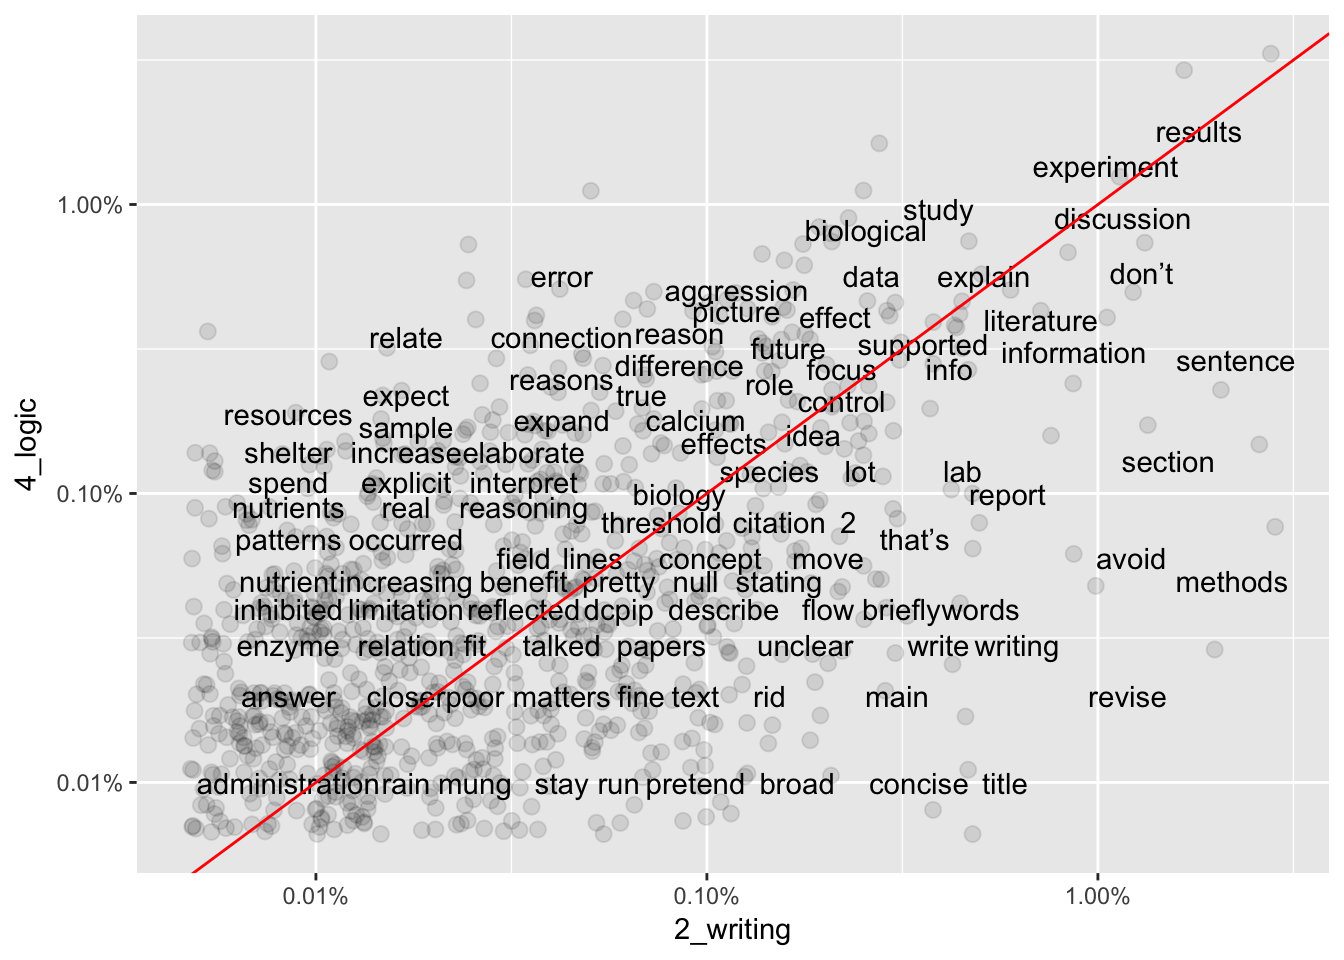 results
experiment
1.00%
study
discussion
biological
error
data
explain
don’t
aggression
picture
effect
literature
relate
connection
reason
future
supported
information
difference
sentence
reasons
role
focus
info
expect
true
control
resources
sample
expand
calcium
effects
idea
shelter
increase
elaborate
species
lot
lab
section
4_logic
spend
explicit
interpret
0.10%
biology
report
nutrients
real
reasoning
threshold
citation
2
patterns
occurred
that’s
field
lines
concept
move
avoid
nutrient
increasing
benefit
pretty
null
stating
methods
inhibited
limitation
reflected
dcpip
describe
flow
briefly
words
enzyme
relation
fit
talked
papers
unclear
write
writing
answer
closer
poor
matters
fine
text
rid
main
revise
0.01%
administration
rain
mung
stay
run
pretend
broad
concise
title
0.01%
0.10%
1.00%
2_writing